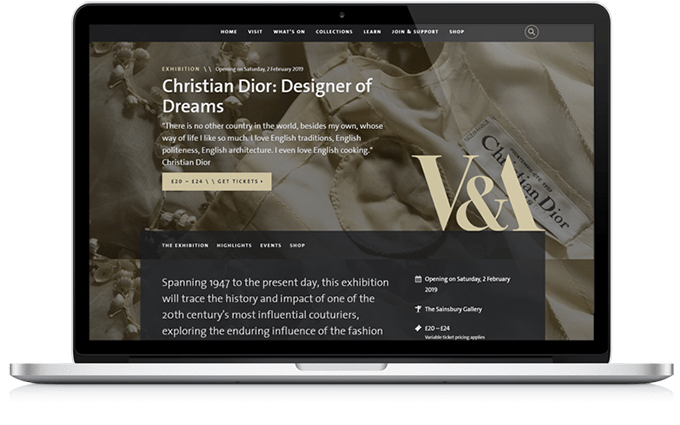 HOME VISIT WHAT'S ON COLLECTIONS LEARN JOIN & SUPPORT SHOP
EXHIBITION \\ Opening on Saturday, 2 February 2019
Christian Dior: Designer of
Dreams
"There is no other country in the world, besides my own, whose
way of life I like so much. I love English traditions, English
politeness, English architecture. I even love English cooking."
Christian Dior
£20 – £24 \\ GET TICKETS
V&A
Christian Dior
THE EXHIBITION HIGHLIGHTS EVENTS SHOP
Spanning 1947 to the present day, this exhibition
will trace the history and impact of one of the
20th century's most influential couturiers,
exploring the enduring influence of the fashion
Opening on Saturday, 2 February
2019
The Sainsbury Gallery
£20 – £24
Variable ticket pricing applies